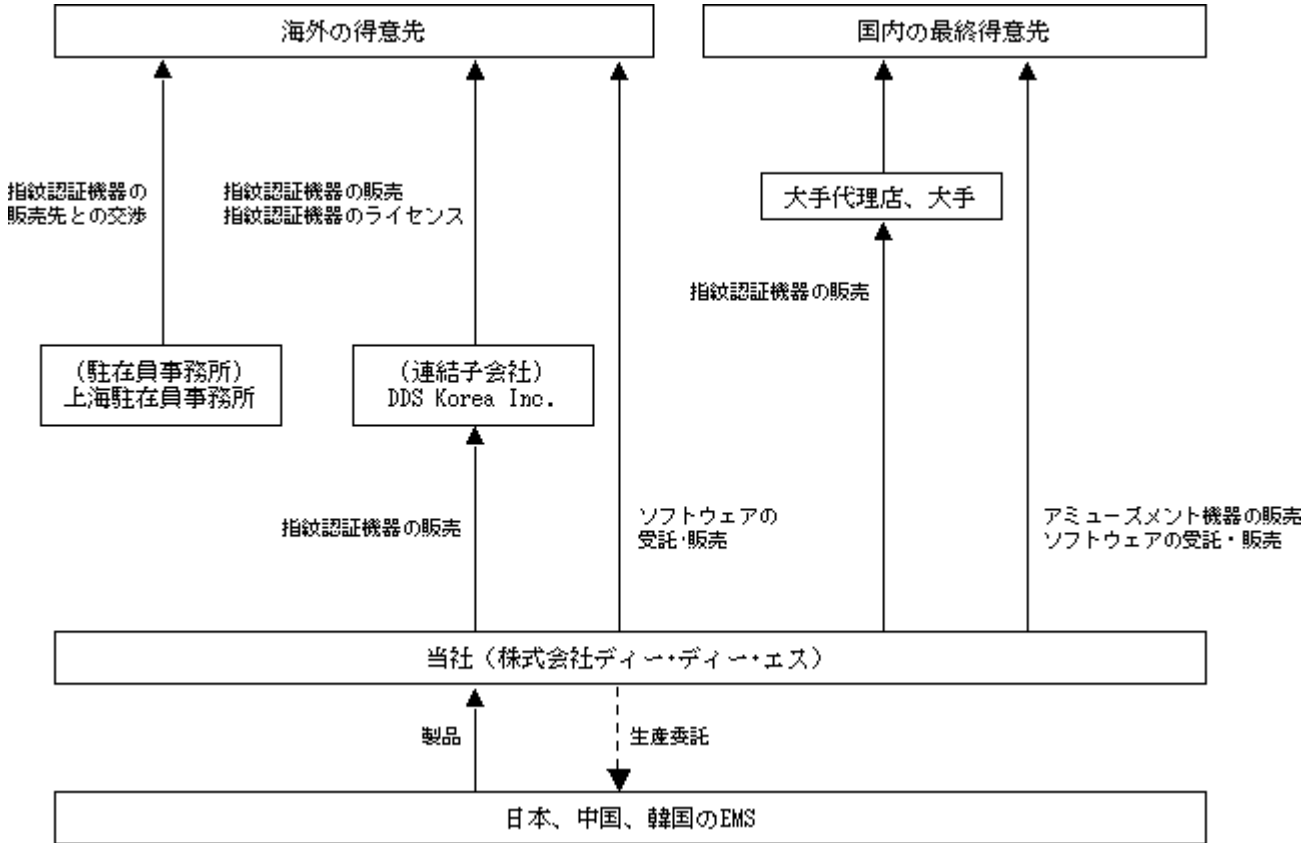 海外の得意先
国内の最終得意先
指紋認証機器の
販売先との交渉
指紋認証機器の販売
指紋認証機器のライセンス
大手代理店、大手
指紋認証機器の販売
(駐在員事務所)
上海駐在員事務所
(連結子会社)
DDS Korea Inc.
指紋認証機器の販売
ソフトウェアの
受託・販売
アミューズメント機器の販売
ソフトウェアの受託・販売
当社(株式会社ディー・ディー・エス)
製品
生産委託
日本、中国、韓国のEMS